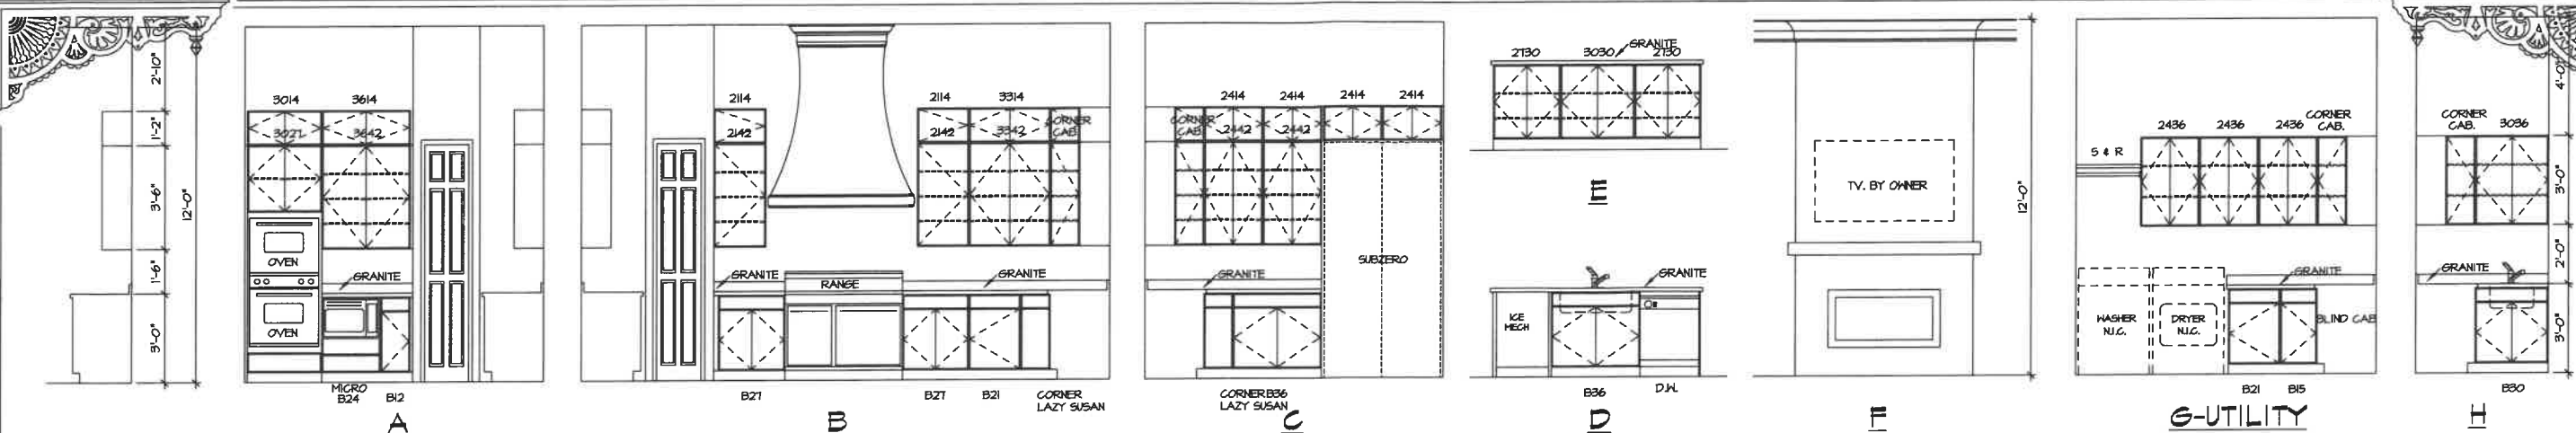 2'-10"
1'-2"
3'-6"
1'-6"
3'-0"
12'-0"
3014 3614
3027 3642
OVEN
OVEN
GRANITE
MICRO
B24 B12
A
2114 2114 3314
2142 2142 3342
CORNER
CAB.
GRANITE
RANGE
GRANITE
B27 B27 B21
CORNER
LAZY SUSAN
B
2414 2414 2414 2414
CORNER
CAB.
2442 2442
SUBZERO
GRANITE
CORNER B36
LAZY SUSAN
C
GRANITE
2730 3030 2730
E
GRANITE
ICE
MECH
B36 D.W.
D
TV. BY OWNER
12'-0"
F
CORNER
CAB.
2436 2436 2436
S & R
GRANITE
WASHER
N.I.C.
DRYER
N.I.C.
BLIND CAB
B21 B15
G-UTILITY
4'-0"
CORNER
CAB.
3036
3'-0"
2'-0"
GRANITE
3'-0"
B30
H